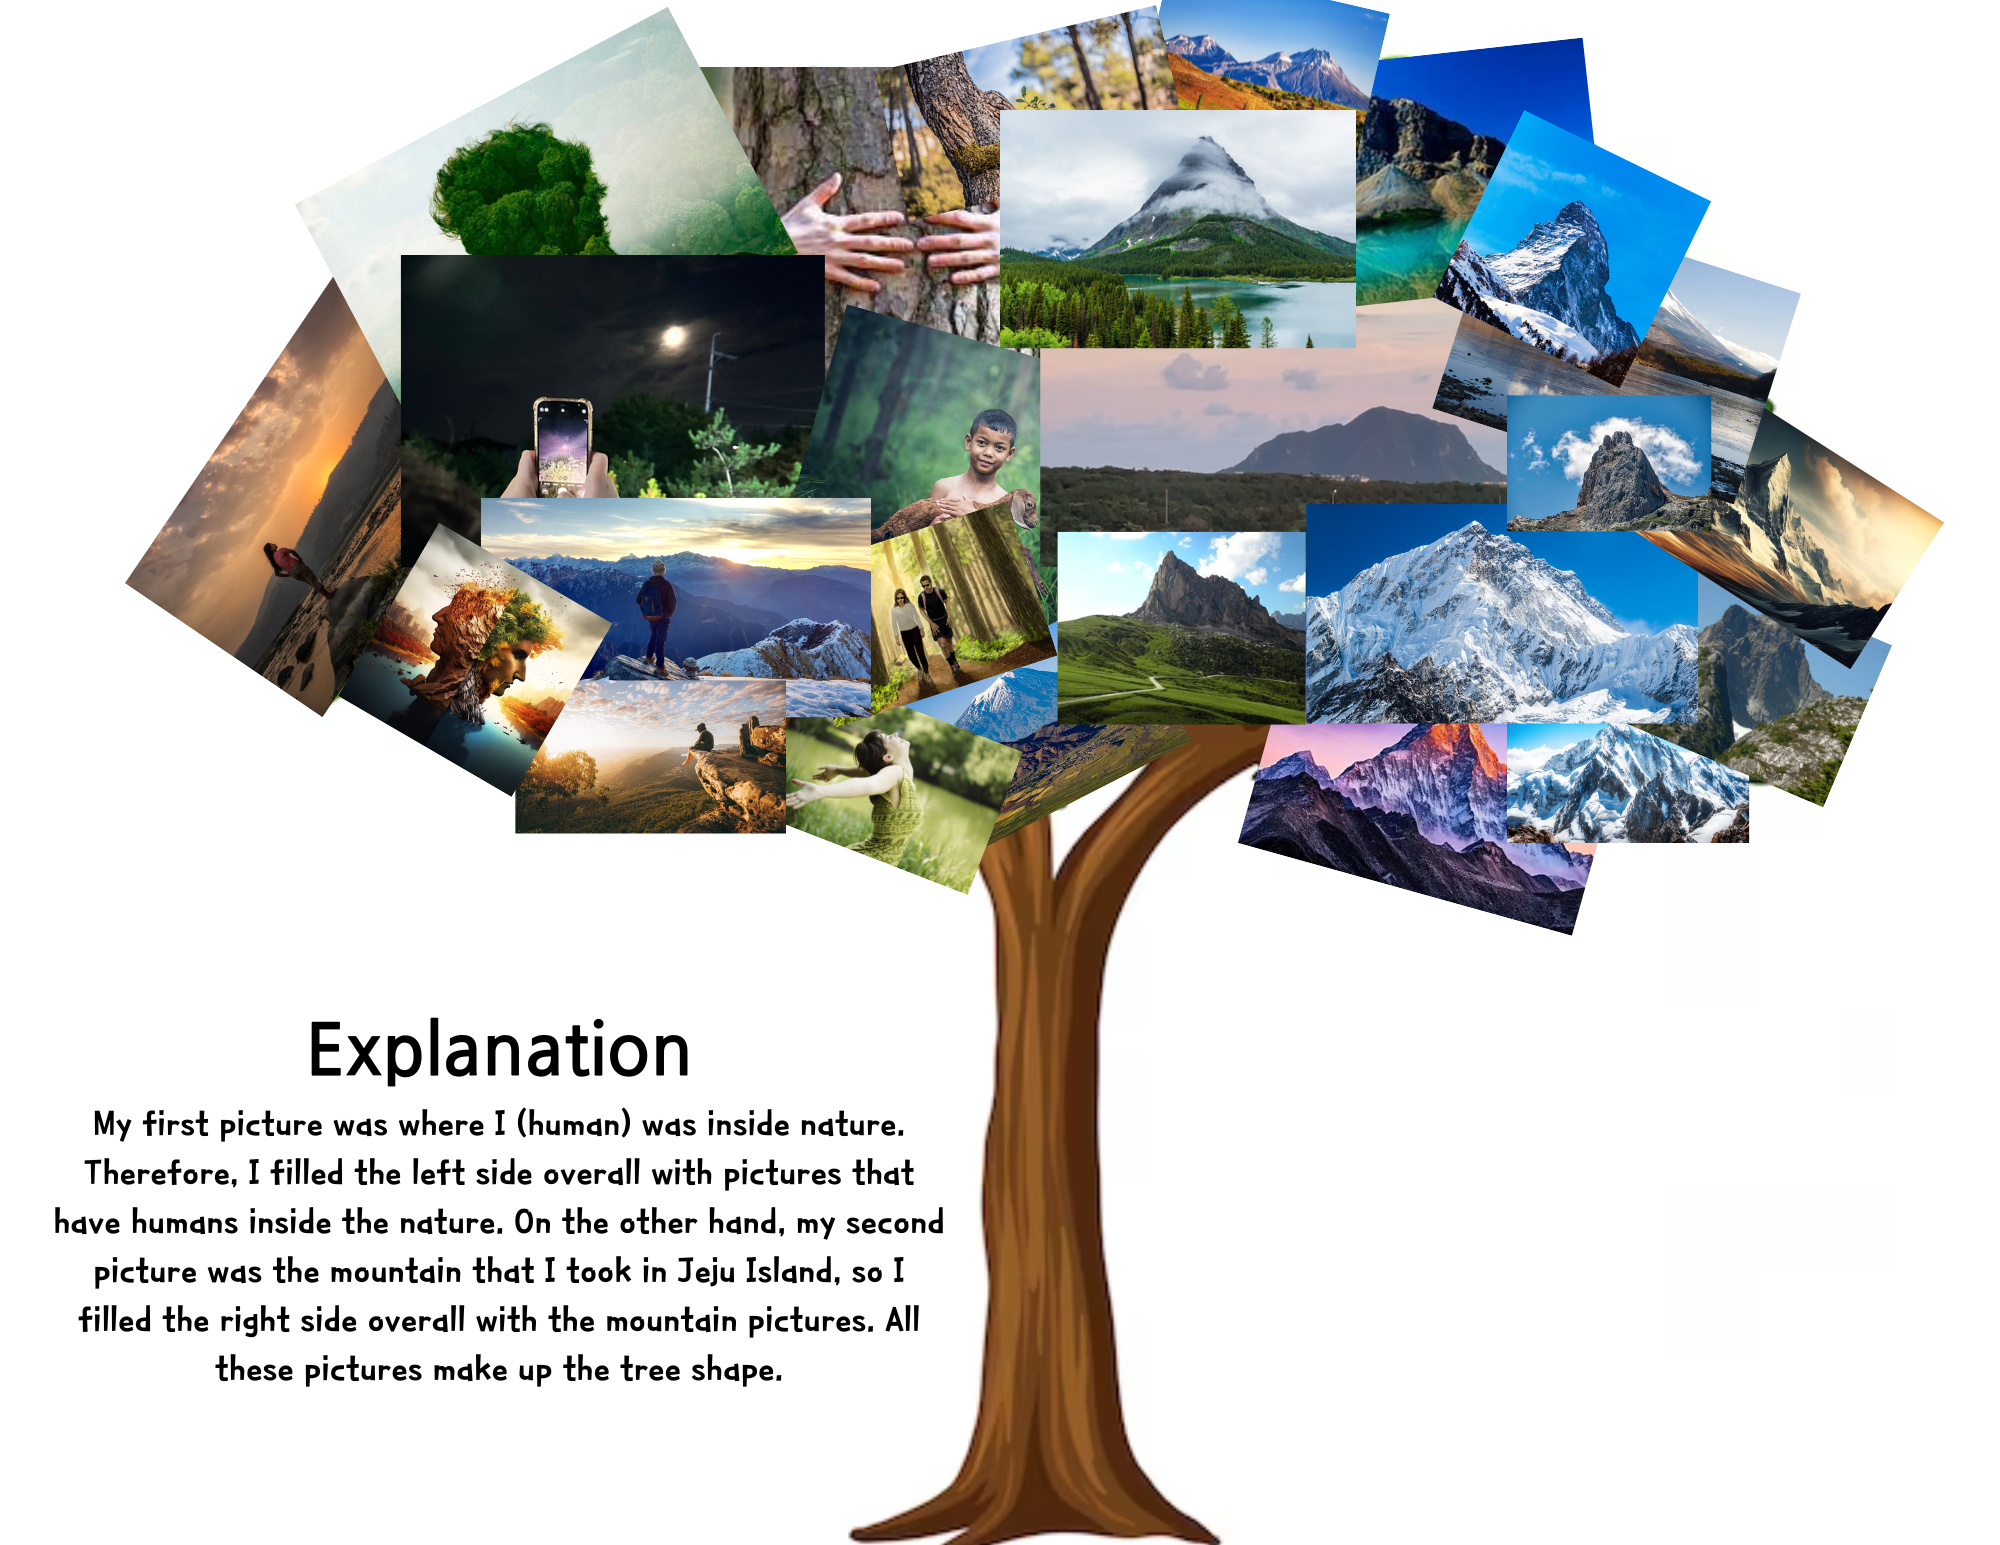 Explanation
My first picture was where I (human) was inside nature.
Therefore, I filled the left side overall with pictures that
have humans inside the nature. On the other hand, my second
picture was the mountain that I took in Jeju Island, so I
filled the right side overall with the mountain pictures. All
these pictures make up the tree shape.